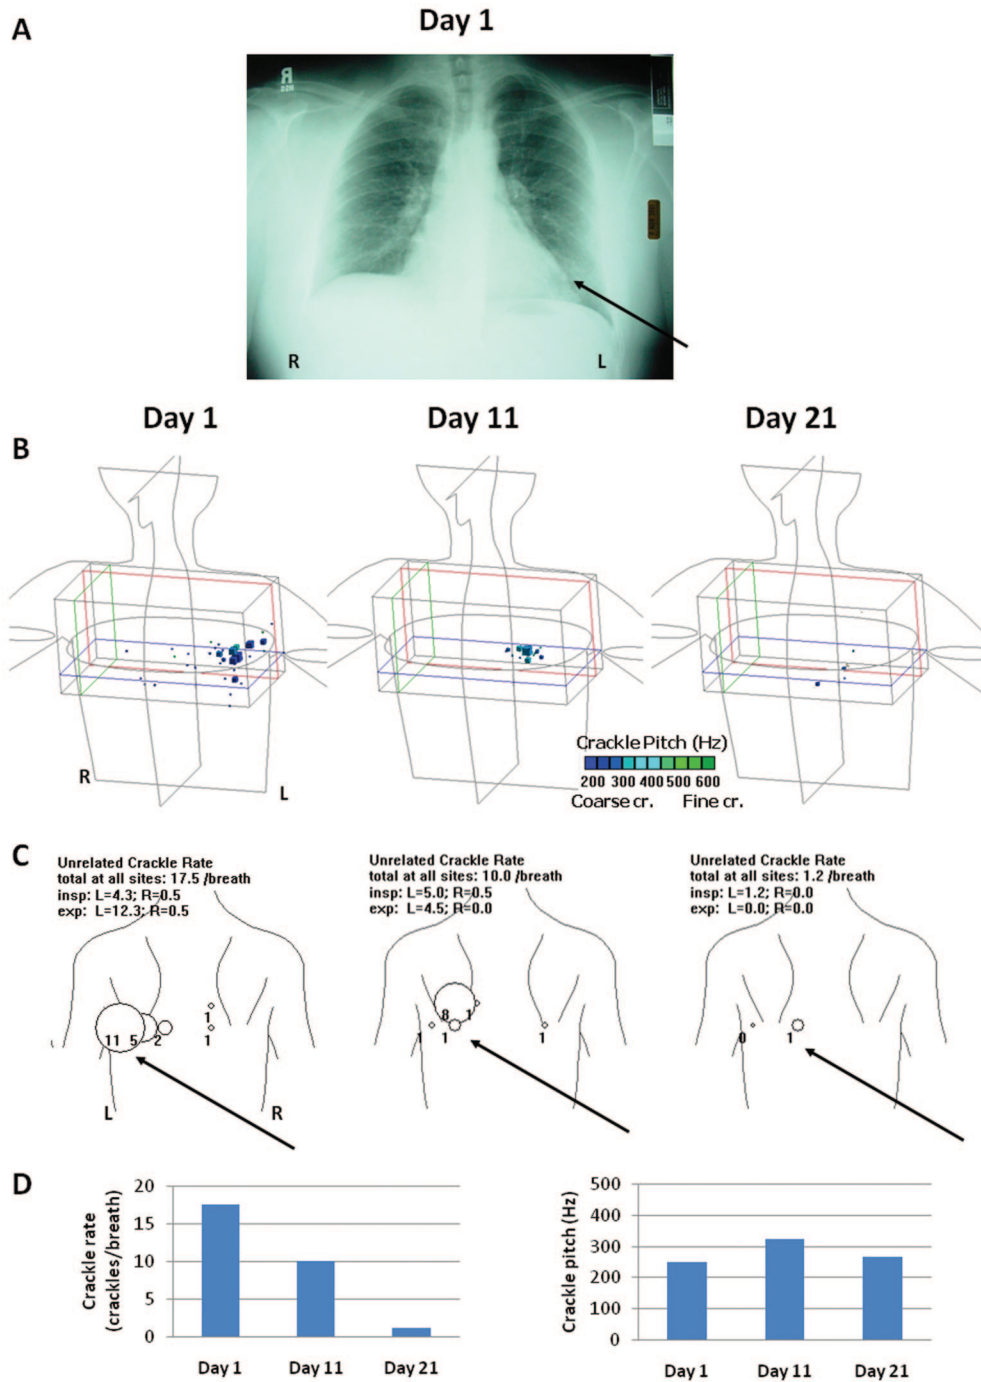 A
Day 1
R
R
L
B
Day 1
Day 11
Day 21
R
L
Crackle Pitch (Hz)
200 300 400 500 600
Coarse cr. Fine cr.
C
Unrelated Crackle Rate
total at all sites: 17.5 /breath
insp: L=4.3; R=0.5
exp: L=12.3; R=0.5
11 5 2
1
1
L
R
Unrelated Crackle Rate
total at all sites: 10.0 /breath
insp: L=5.0; R=0.5
exp: L=4.5; R=0.0
8 1
1 1
1
Unrelated Crackle Rate
total at all sites: 1.2 /breath
insp: L=1.2; R=0.0
exp: L=0.0; R=0.0
0 1
D
Crackle rate
(crackles/breath)
20
15
10
5
0
Day 1 Day 11 Day 21
Crackle pitch (Hz)
500
400
300
200
100
0
Day 1 Day 11 Day 21